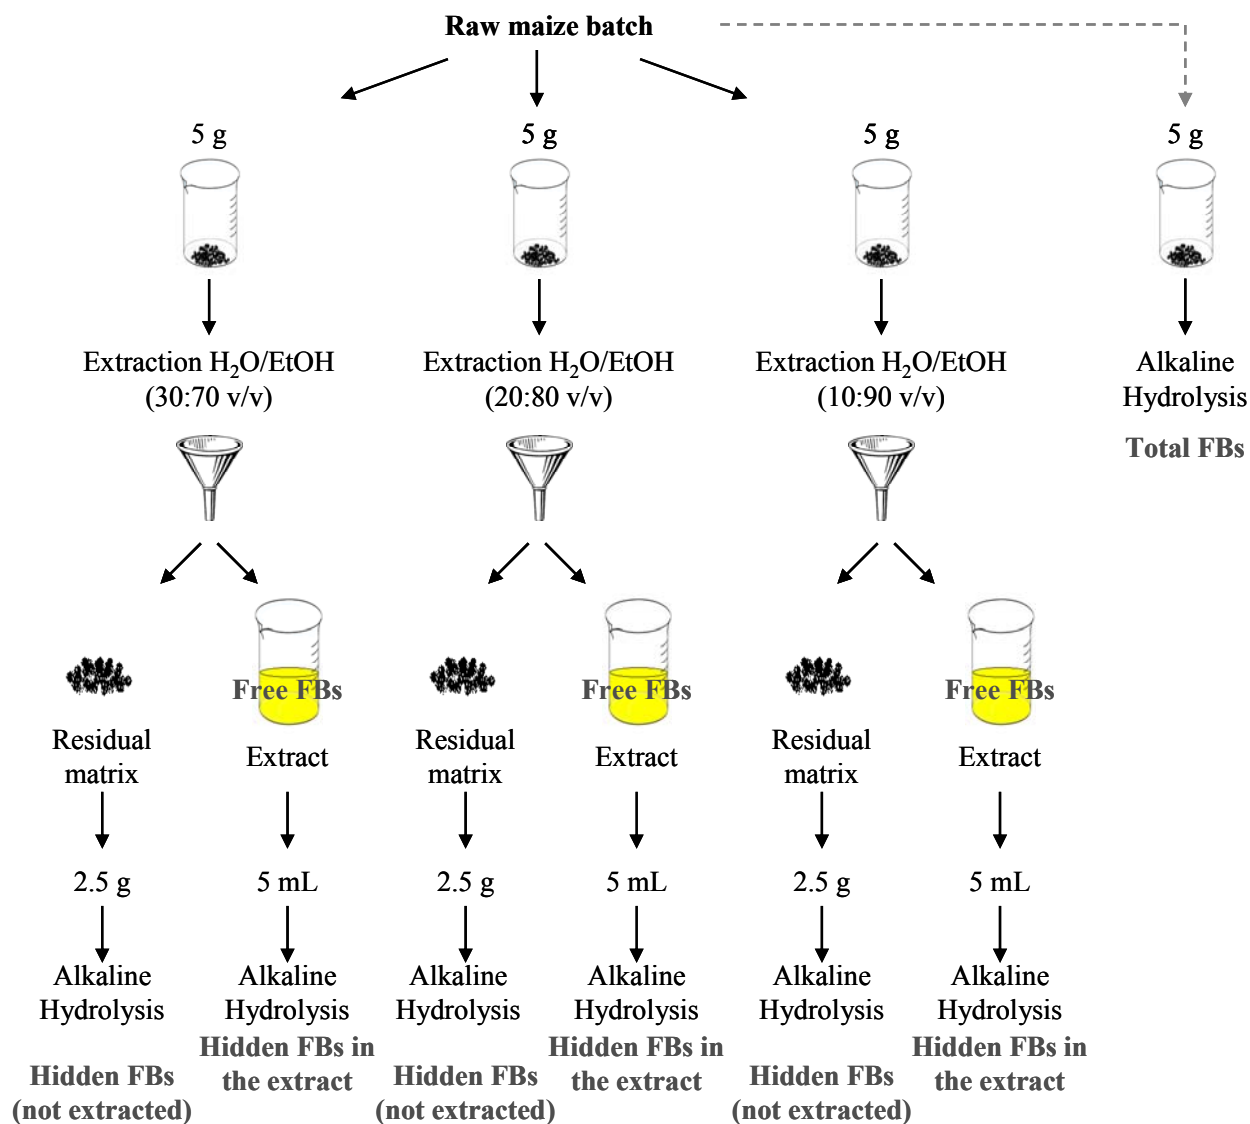 Raw maize batch
5 g
5 g
5 g
5 g
Extraction H₂O/EtOH
(30:70 v/v)
Extraction H₂O/EtOH
(20:80 v/v)
Extraction H₂O/EtOH
(10:90 v/v)
Alkaline
Hydrolysis
Total FBs
Free FBs
Free FBs
Free FBs
Residual
matrix
Extract
Residual
matrix
Extract
Residual
matrix
Extract
2.5 g
5 mL
2.5 g
5 mL
2.5 g
5 mL
Alkaline
Hydrolysis
Hidden FBs
(not extracted)
Alkaline
Hydrolysis
Hidden FBs in
the extract
Alkaline
Hydrolysis
Hidden FBs
(not extracted)
Alkaline
Hydrolysis
Hidden FBs in
the extract
Alkaline
Hydrolysis
Hidden FBs
(not extracted)
Alkaline
Hydrolysis
Hidden FBs in
the extract